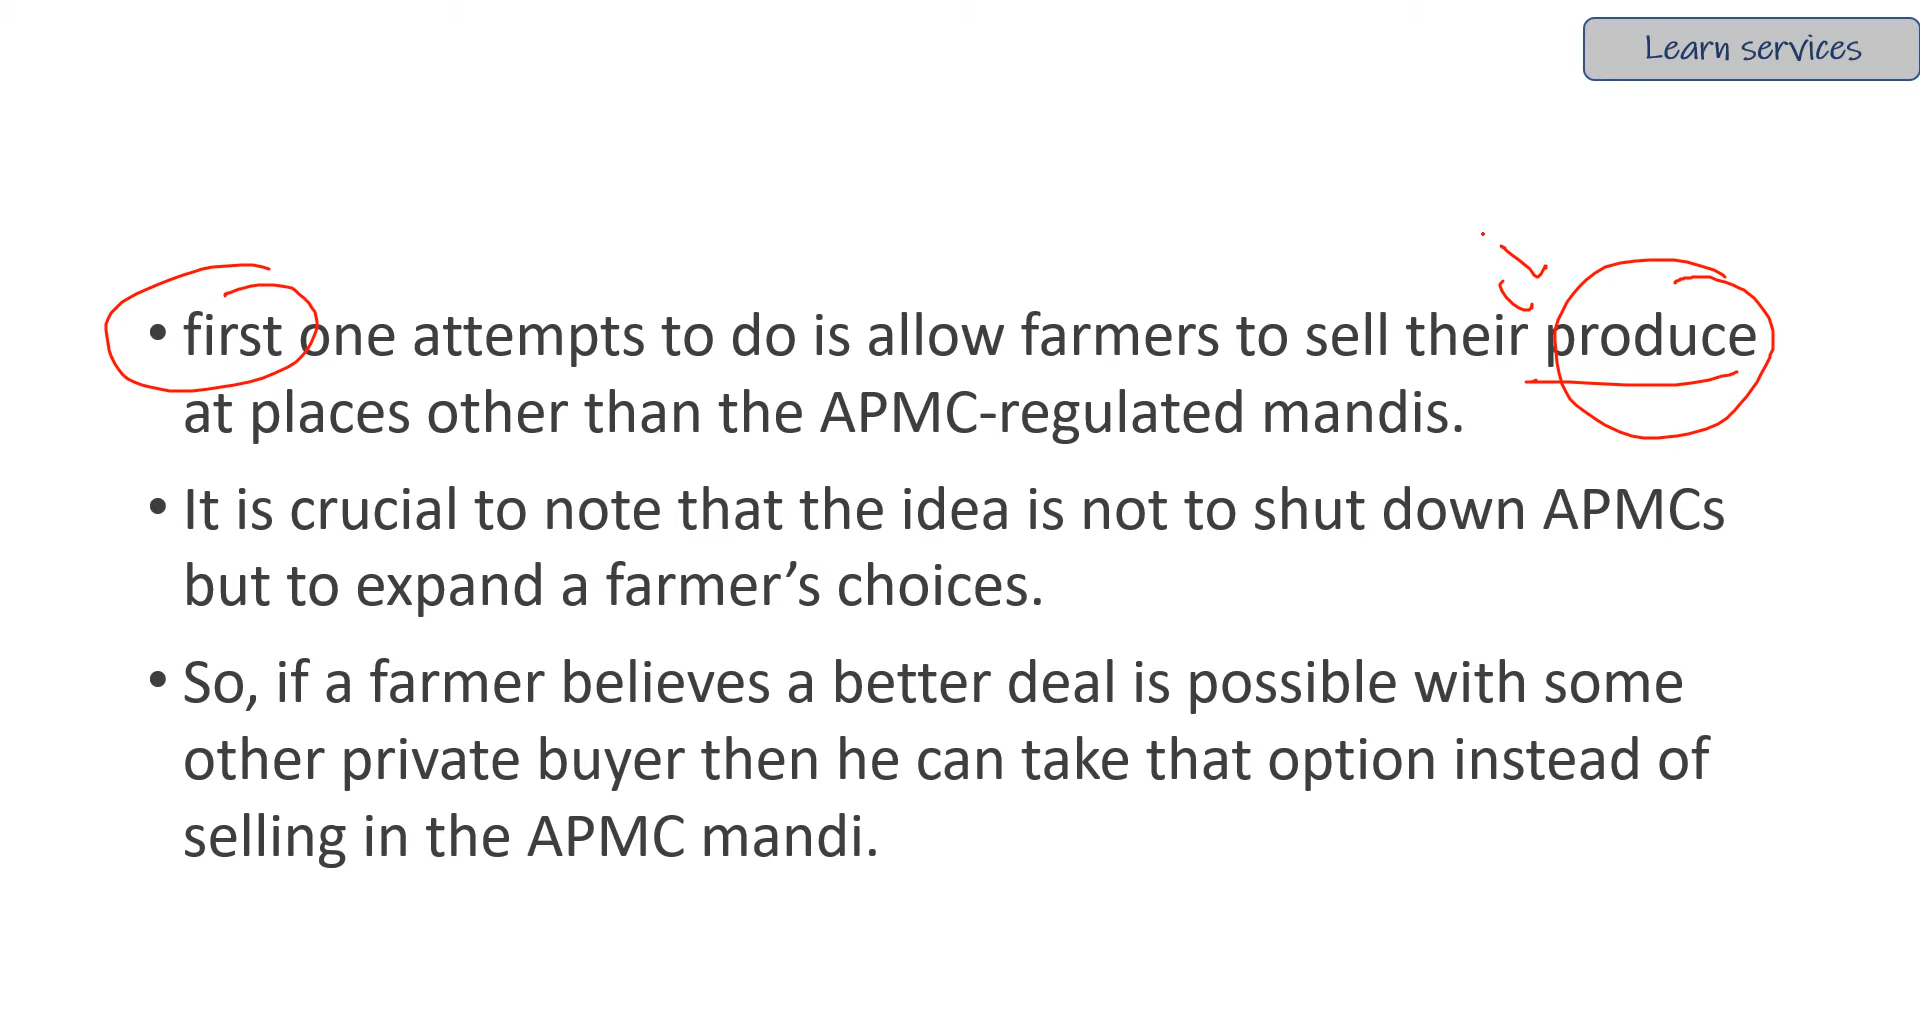 Learn services
• first one attempts to do is allow farmers to sell their produce
at places other than the APMC-regulated mandis.
• It is crucial to note that the idea is not to shut down APMCs
but to expand a farmer’s choices.
• So, if a farmer believes a better deal is possible with some
other private buyer then he can take that option instead of
selling in the APMC mandi.